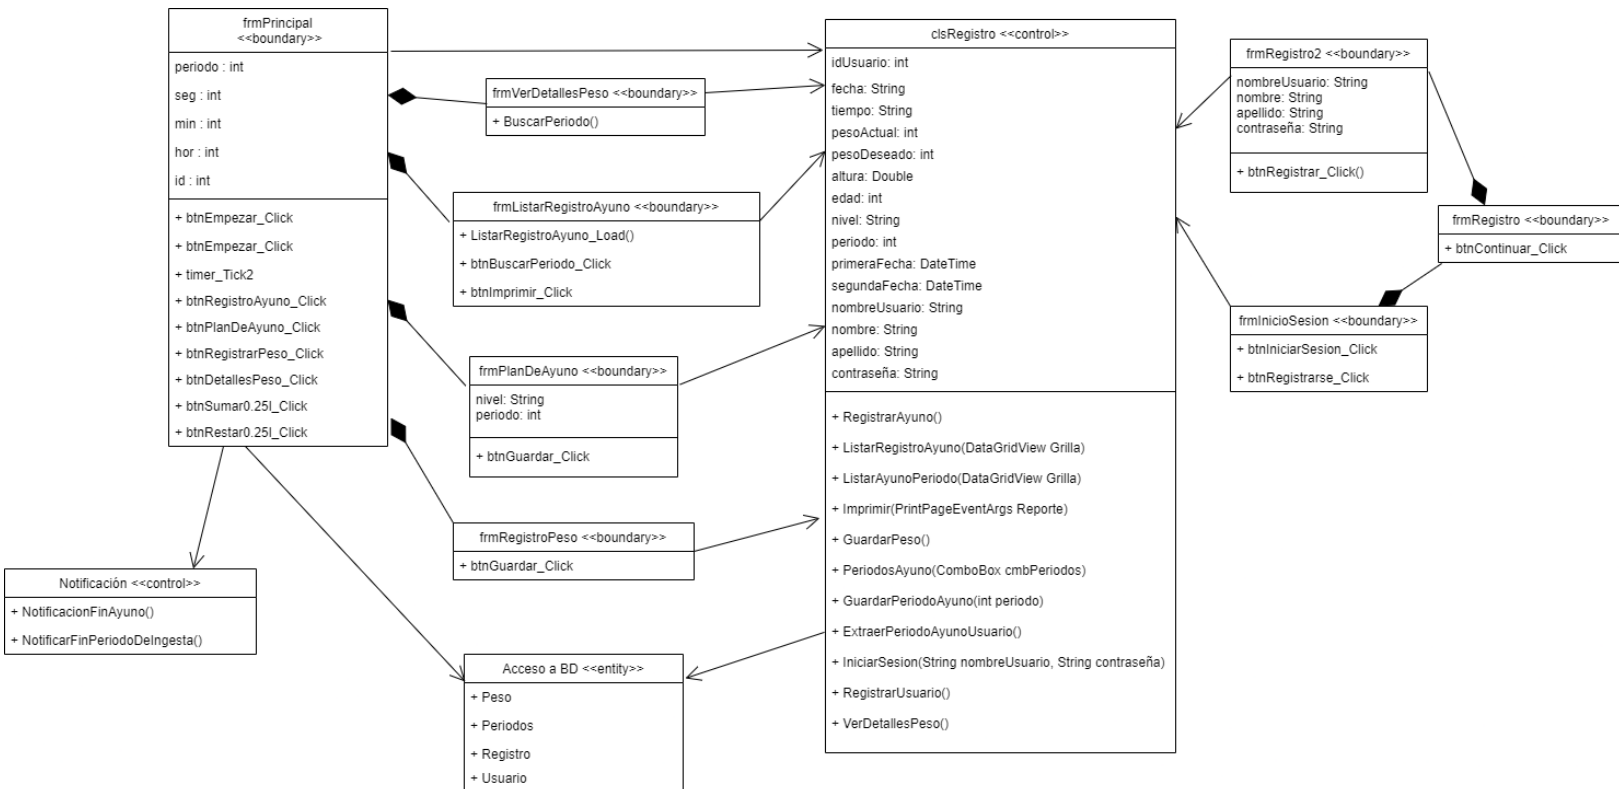 frmPrincipal
<<boundary>>
periodo : int
seg : int
min : int
hor : int
id : int
+ btnEmpezar_Click
+ btnEmpezar_Click
+ timer_Tick2
+ btnRegistroAyuno_Click
+ btnPlanDeAyuno_Click
+ btnRegistrarPeso_Click
+ btnDetallesPeso_Click
+ btnSumar0.25l_Click
+ btnRestar0.25l_Click
frmVerDetallesPeso <<boundary>>
+ BuscarPeriodo()
frmListarRegistroAyuno <<boundary>>
+ ListarRegistroAyuno_Load()
+ btnBuscarPeriodo_Click
+ btnImprimir_Click
frmPlanDeAyuno <<boundary>>
nivel: String
periodo: int
+ btnGuardar_Click
frmRegistroPeso <<boundary>>
+ btnGuardar_Click
Notificación <<control>>
+ NotificacionFinAyuno()
+ NotificarFinPeriodoDeIngesta()
Acceso a BD <<entity>>
+ Peso
+ Periodos
+ Registro
+ Usuario
clsRegistro <<control>>
idUsuario: int
fecha: String
tiempo: String
pesoActual: int
pesoDeseado: int
altura: Double
edad: int
nivel: String
periodo: int
primeraFecha: DateTime
segundaFecha: DateTime
nombreUsuario: String
nombre: String
apellido: String
contraseña: String
+ RegistrarAyuno()
+ ListarRegistroAyuno(DataGridView Grilla)
+ ListarAyunoPeriodo(DataGridView Grilla)
+ Imprimir(PrintPageEventArgs Reporte)
+ GuardarPeso()
+ PeriodosAyuno(ComboBox cmbPeriodos)
+ GuardarPeriodoAyuno(int periodo)
+ ExtraerPeriodoAyunoUsuario()
+ IniciarSesion(String nombreUsuario, String contraseña)
+ RegistrarUsuario()
+ VerDetallesPeso()
frmRegistro2 <<boundary>>
nombreUsuario: String
nombre: String
apellido: String
contraseña: String
+ btnRegistrar_Click()
frmRegistro <<boundary>>
+ btnContinuar_Click
frmInicioSesion <<boundary>>
+ btnIniciarSesion_Click
+ btnRegistrarse_Click